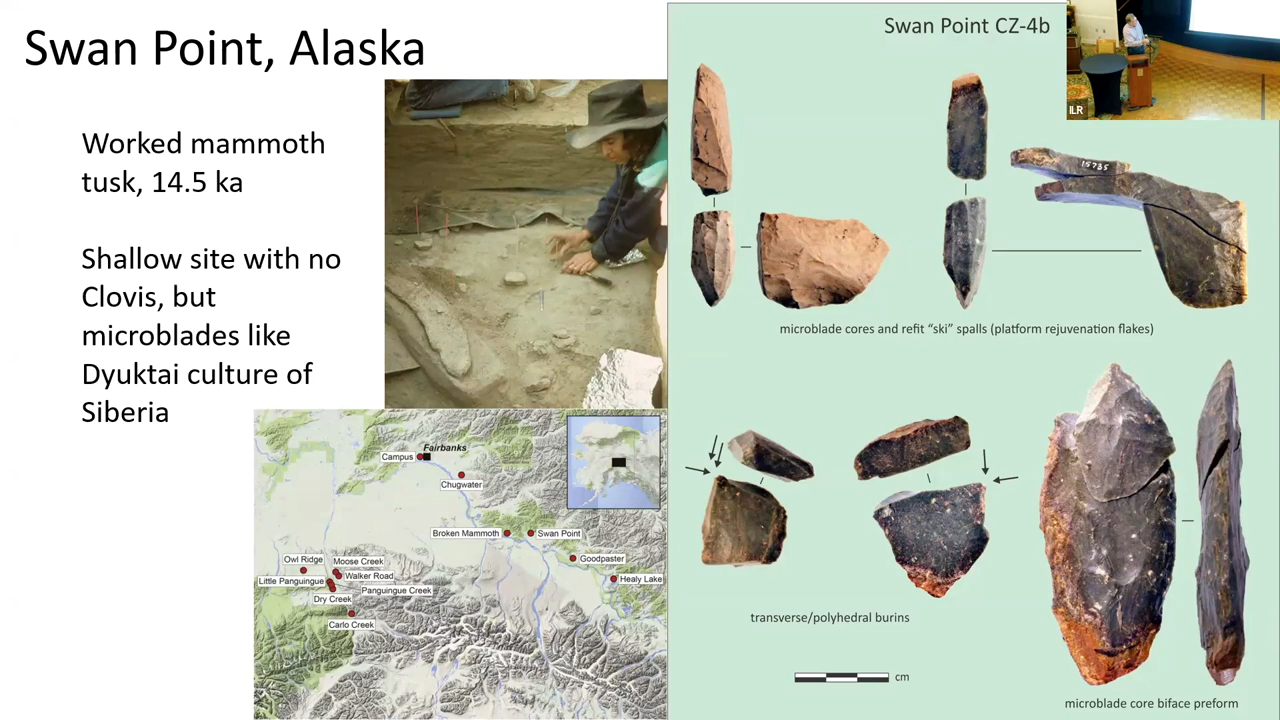 Swan Point, Alaska
Worked mammoth
tusk, 14.5 ka
Shallow site with no
Clovis, but
microblades like
Dyuktai culture of
Siberia
Fairbanks
Campus
Chugwater
Broken Mammoth
Swan Point
Goodpaster
Healy Lake
Owl Ridge
Moose Creek
Walker Road
Little Panguingue
Panguingue Creek
Dry Creek
Carlo Creek
Swan Point CZ-4b
ILR
15735
microblade cores and refit “ski” spalls (platform rejuvenation flakes)
transverse/polyhedral burins
cm
microblade core biface preform